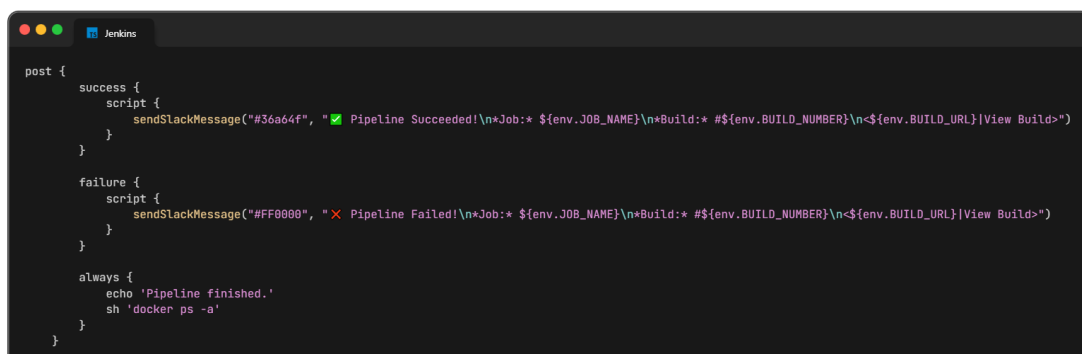 TS Jenkins
post {
success {
script {
sendSlackMessage("#36a64f", "✅ Pipeline Succeeded!\n*Job:* ${env.JOB_NAME}\n*Build:* #${env.BUILD_NUMBER}\n<${env.BUILD_URL}|View Build>")
}
}
failure {
script {
sendSlackMessage("#FF0000", "❌ Pipeline Failed!\n*Job:* ${env.JOB_NAME}\n*Build:* #${env.BUILD_NUMBER}\n<${env.BUILD_URL}|View Build>")
}
}
always {
echo 'Pipeline finished.'
sh 'docker ps -a'
}
}